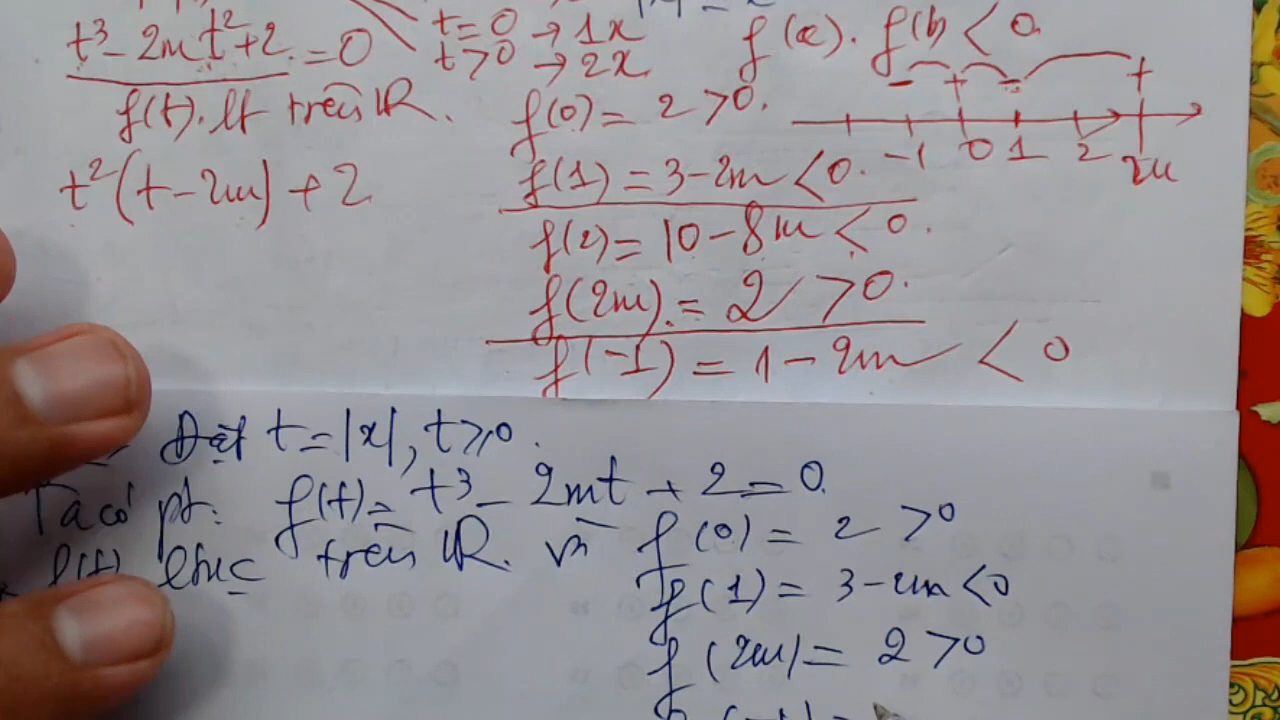 t³ - 2mt² + 2 = 0
f(t). lt trên ℝ.
t²(t - 2m) + 2
t = 0 → 1x
t > 0 → 2x
f(a). f(b) < 0.
f(0) = 2 > 0.
f(1) = 3 - 2m < 0.
f(2) = 10 - 8m < 0.
f(2m) = 2 > 0.
f(-1) = 1 - 2m < 0
- + - +
-1 0 1 2 2m
Đặt t = |x|, t ≥ 0.
Ta có pt: f(t) = t³ - 2mt + 2 = 0.
f(t) ltục trên ℝ. và f(0) = 2 > 0
f(1) = 3 - 2m < 0
f(2m) = 2 > 0
f(-1) =